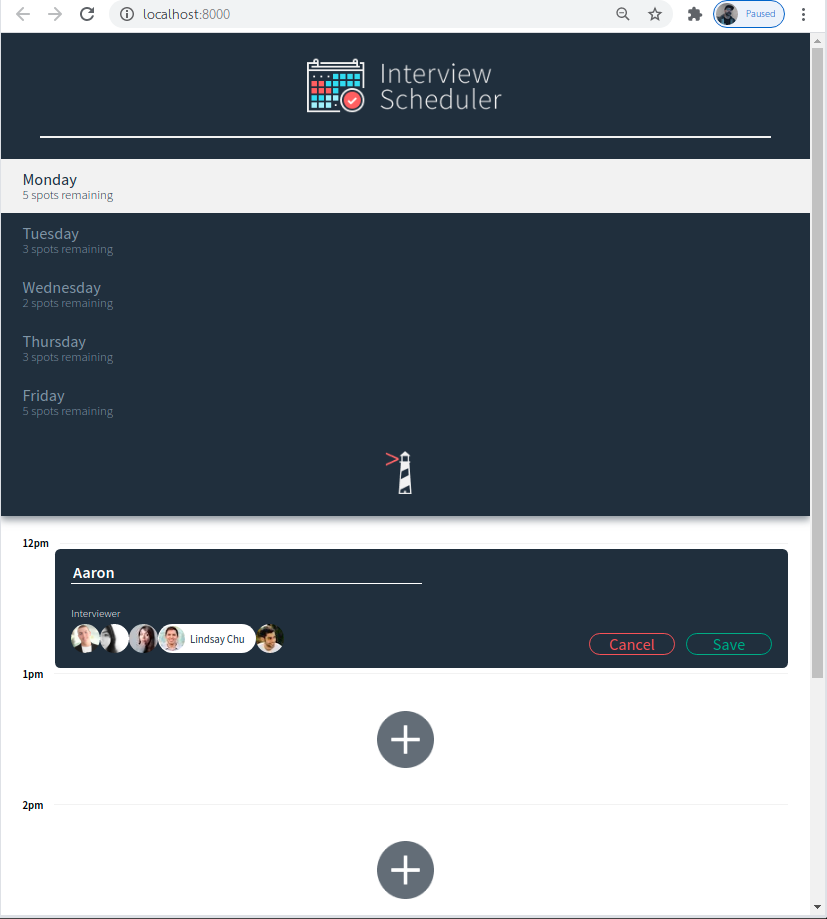 localhost:8000
Paused
Interview
Scheduler
Monday
5 spots remaining
Tuesday
3 spots remaining
Wednesday
2 spots remaining
Thursday
3 spots remaining
Friday
5 spots remaining
>
12pm
Aaron
Interviewer
Lindsay Chu
Cancel
Save
1pm
2pm